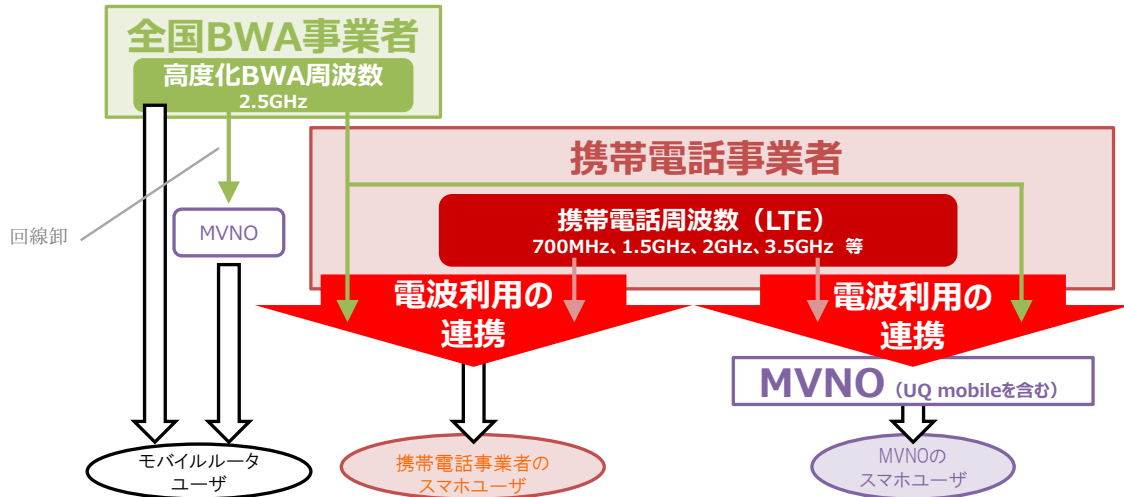 全国BWA事業者
高度化BWA周波数
2.5GHz
携帯電話事業者
携帯電話周波数（LTE）
700MHz、1.5GHz、2GHz、3.5GHz 等
回線卸
MVNO
電波利用の
連携
電波利用の
連携
MVNO（UQ mobileを含む）
モバイルルータ
ユーザ
携帯電話事業者の
スマホユーザ
MVNOの
スマホユーザ